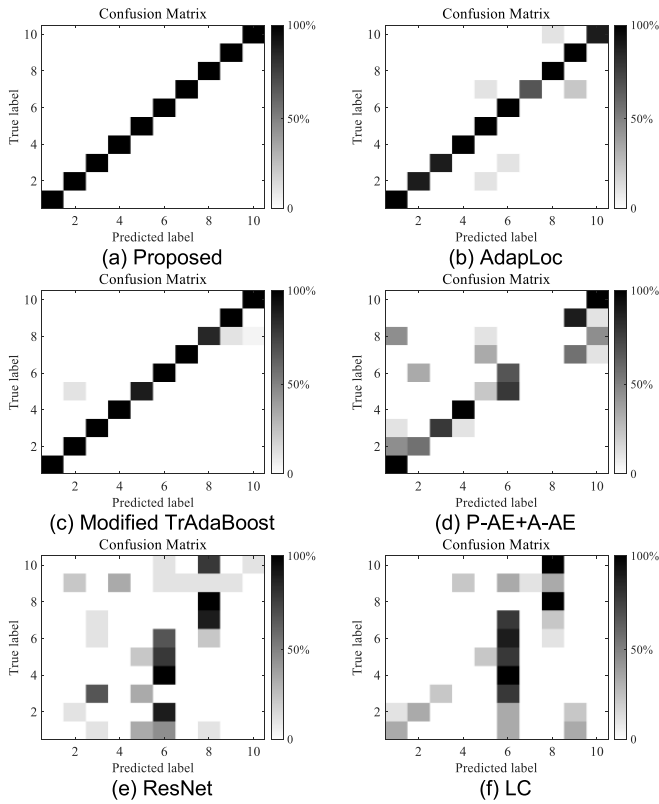 Confusion Matrix
100%
50%
0
10
8
6
4
2
True label
2 4 6 8 10
Predicted label
(a) Proposed
Confusion Matrix
100%
50%
0
10
8
6
4
2
True label
2 4 6 8 10
Predicted label
(b) AdapLoc
Confusion Matrix
100%
50%
0
10
8
6
4
2
True label
2 4 6 8 10
Predicted label
(c) Modified TrAdaBoost
Confusion Matrix
100%
50%
0
10
8
6
4
2
True label
2 4 6 8 10
Predicted label
(d) P-AE+A-AE
Confusion Matrix
100%
50%
0
10
8
6
4
2
True label
2 4 6 8 10
Predicted label
(e) ResNet
Confusion Matrix
100%
50%
0
10
8
6
4
2
True label
2 4 6 8 10
Predicted label
(f) LC